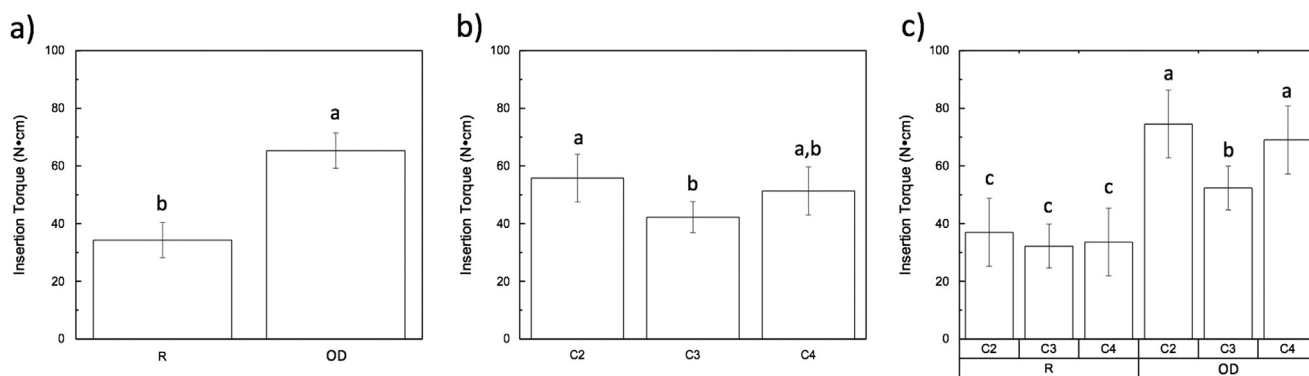 a)
Insertion Torque (N•cm)
100
80
60
40
20
0
b
a
R OD
b)
Insertion Torque (N•cm)
100
80
60
40
20
0
a
b
a,b
C2 C3 C4
c)
Insertion Torque (N•cm)
100
80
60
40
20
0
c
c
c
a
b
a
C2 C3 C4 C2 C3 C4
R OD